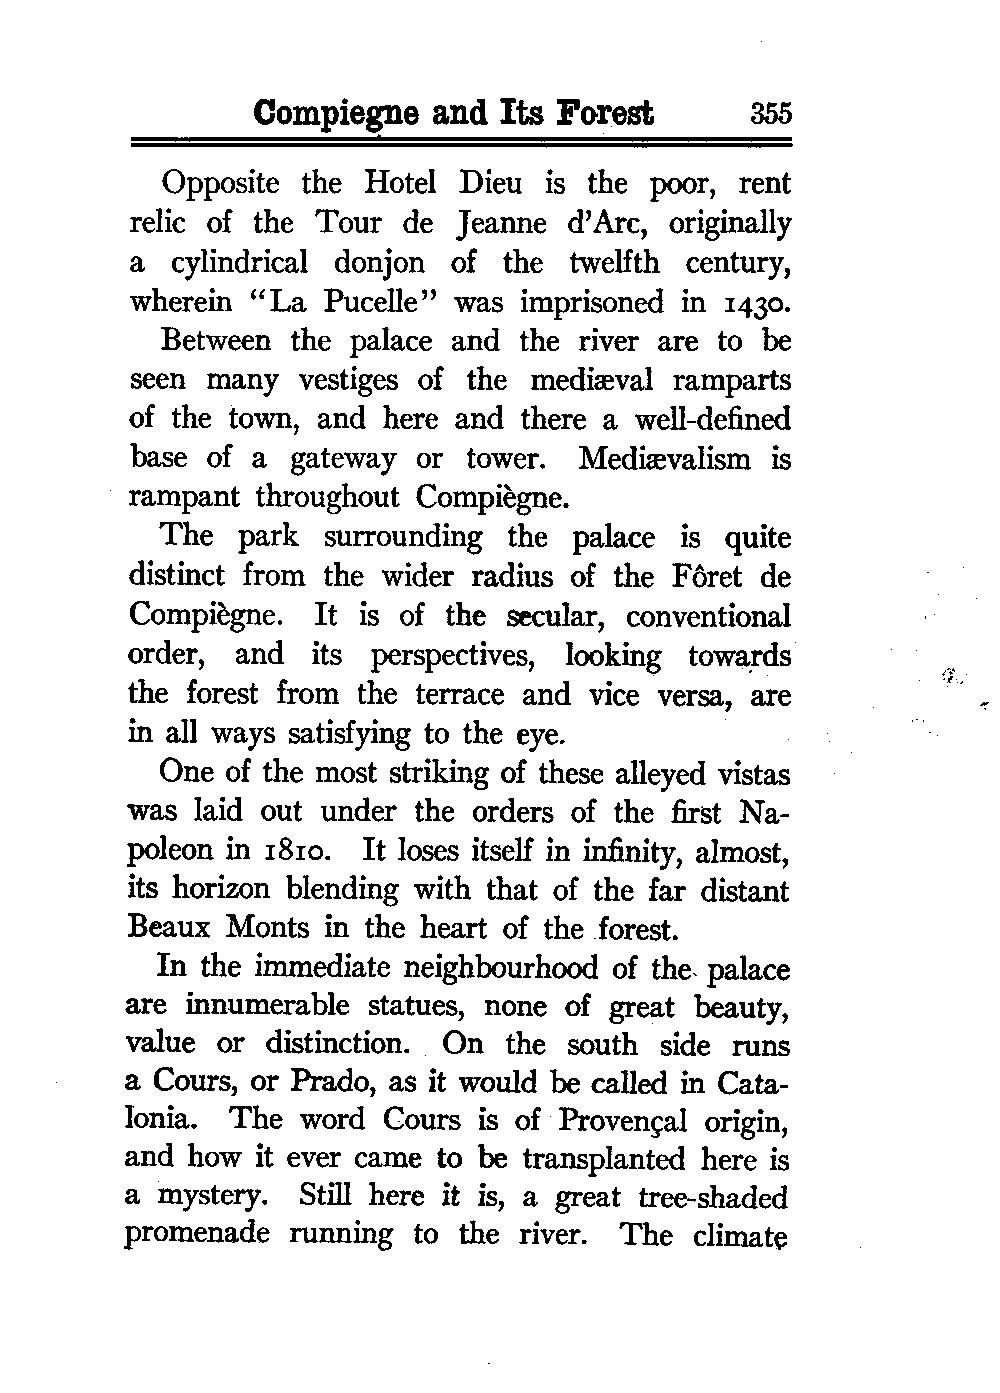 Compiegne and Its Forest 355
Opposite the Hotel Dieu is the poor, rent
relic of the Tour de Jeanne d'Arc, originally
a cylindrical donjon of the twelfth century,
wherein "La Pucelle" was imprisoned in 1430.
Between the palace and the river are to be
seen many vestiges of the mediæval ramparts
of the town, and here and there a well-defined
base of a gateway or tower. Mediævalism is
rampant throughout Compiègne.
The park surrounding the palace is quite
distinct from the wider radius of the Fôret de
Compiègne. It is of the secular, conventional
order, and its perspectives, looking towards
the forest from the terrace and vice versa, are
in all ways satisfying to the eye.
One of the most striking of these alleyed vistas
was laid out under the orders of the first Na-
poleon in 1810. It loses itself in infinity, almost,
its horizon blending with that of the far distant
Beaux Monts in the heart of the forest.
In the immediate neighbourhood of the palace
are innumerable statues, none of great beauty,
value or distinction. On the south side runs
a Cours, or Prado, as it would be called in Cata-
lonia. The word Cours is of Provençal origin,
and how it ever came to be transplanted here is
a mystery. Still here it is, a great tree-shaded
promenade running to the river. The climate